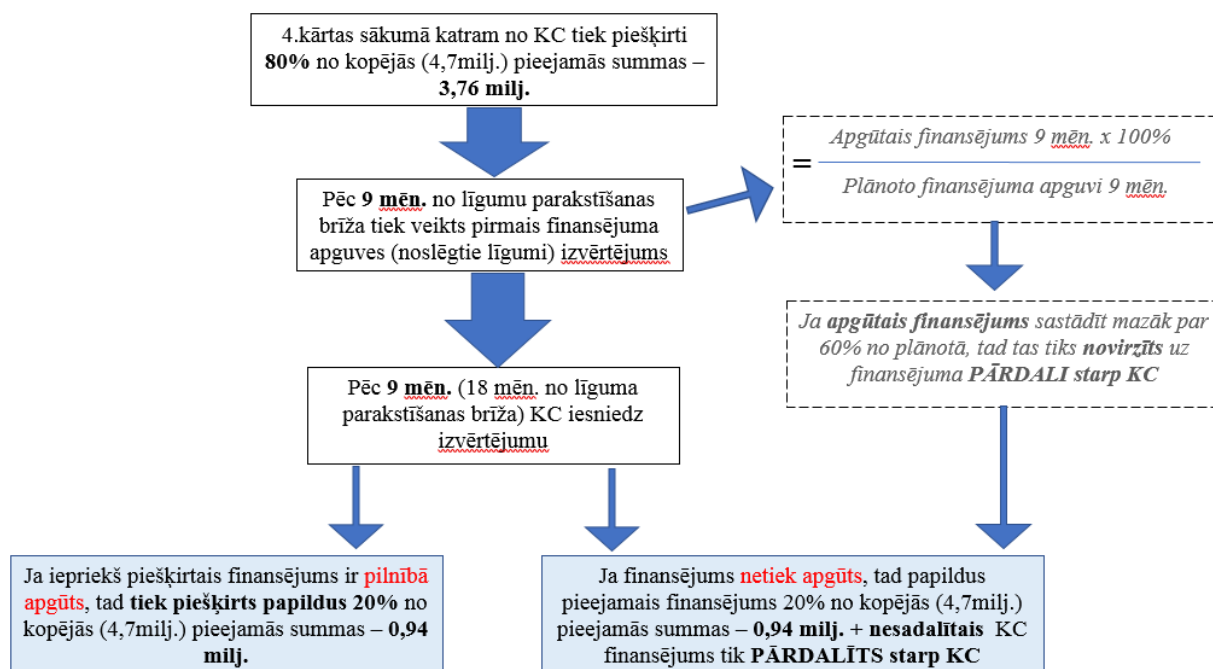 4.kārtas sākumā katram no KC tiek piešķirti
80% no kopējās (4,7milj.) pieejamās summas –
3,76 milj.
Pēc 9 mēn. no līgumu parakstīšanas
brīža tiek veikts pirmais finansējuma
apguves (noslēgtie līgumi) izvērtējums
= Apgūtais finansējums 9 mēn. x 100%
Plānoto finansējuma apguvi 9 mēn.
Ja apgūtais finansējums sastādīt mazāk par
60% no plānotā, tad tas tiks novirzīts uz
finansējuma PĀRDALI starp KC
Pēc 9 mēn. (18 mēn. no līguma
parakstīšanas brīža) KC iesniedz
izvērtējumu
Ja iepriekš piešķirtais finansējums ir pilnībā
apgūts, tad tiek piešķirts papildus 20% no
kopējās (4,7milj.) pieejamās summas – 0,94
milj.
Ja finansējums netiek apgūts, tad papildus
pieejamais finansējums 20% no kopējās (4,7milj.)
pieejamās summas – 0,94 milj. + nesadalītais KC
finansējums tik PĀRDALĪTS starp KC